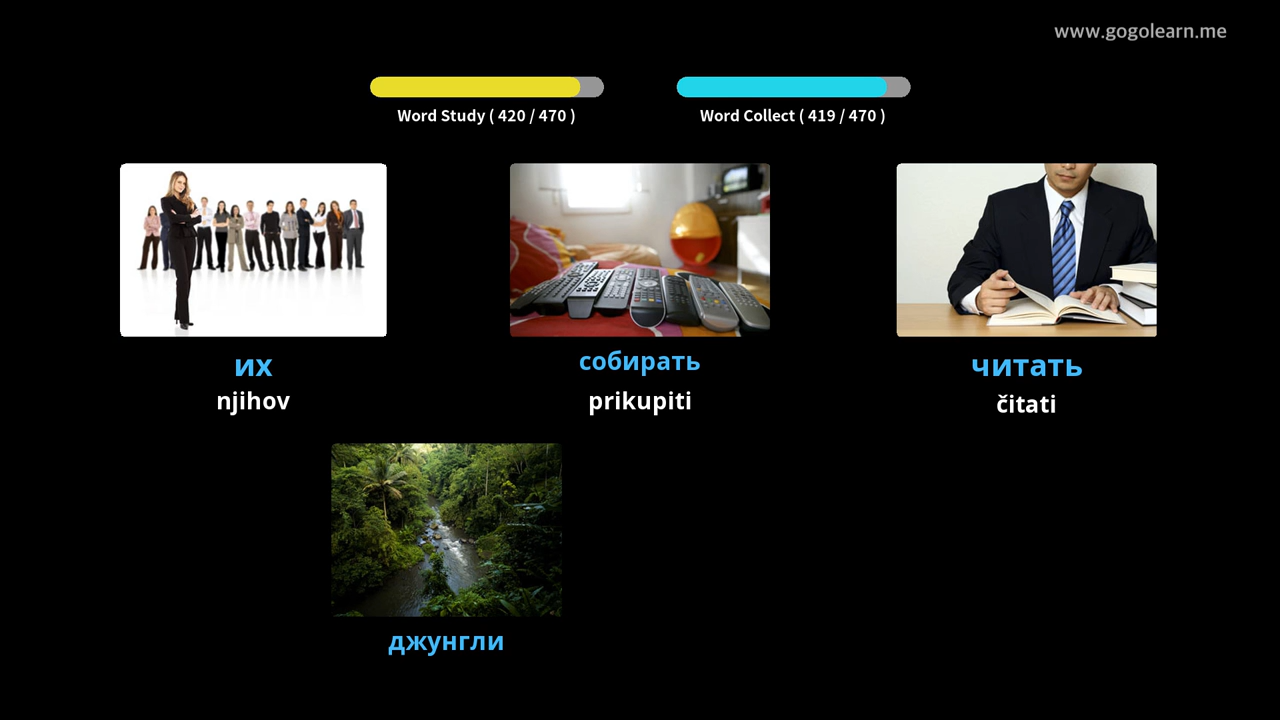 www.gogolearn.me
Word Study ( 420 / 470 )
Word Collect ( 419 / 470 )
их
njihov
собирать
prikupiti
читать
čitati
джунгли